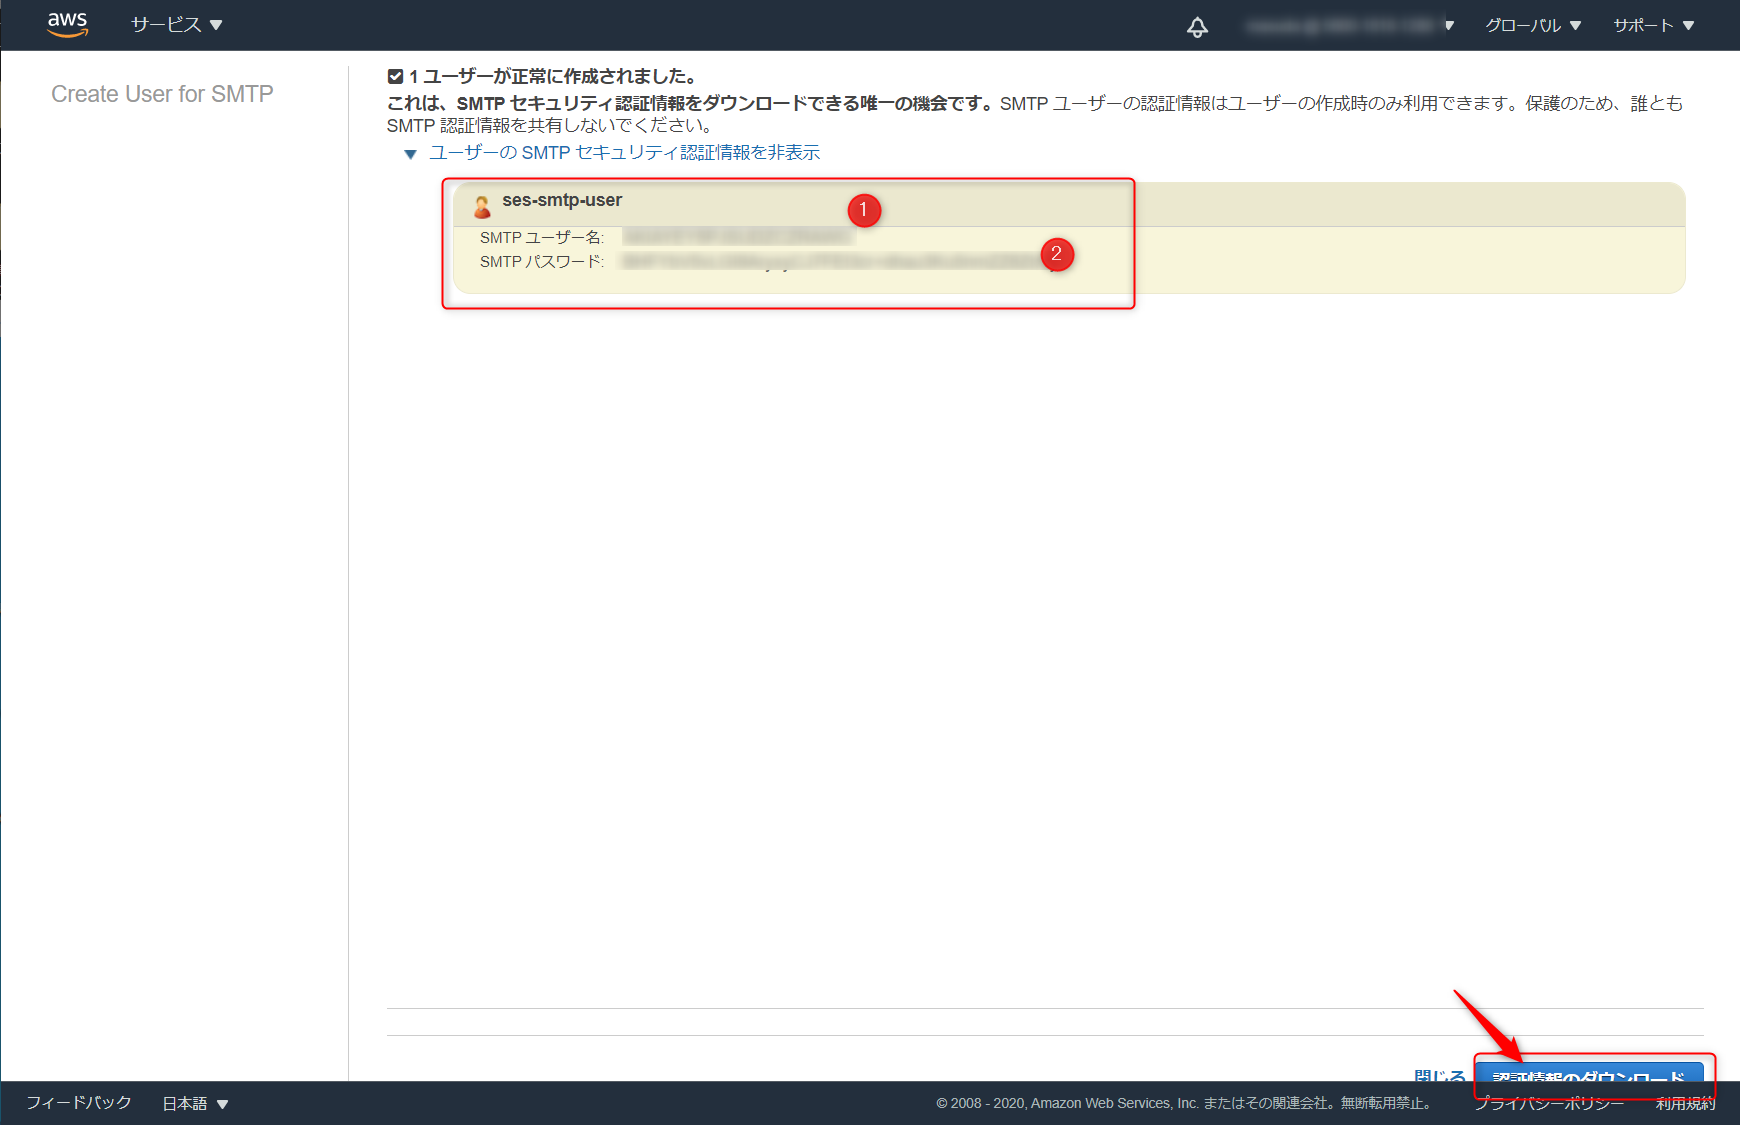 aws
サービス
グローバル
サポート
Create User for SMTP
1 ユーザーが正常に作成されました。
これは、SMTP セキュリティ認証情報をダウンロードできる唯一の機会です。SMTP ユーザーの認証情報はユーザーの作成時のみ利用できます。保護のため、誰とも
SMTP 認証情報を共有しないでください。
ユーザーの SMTP セキュリティ認証情報を非表示
ses-smtp-user
1
SMTP ユーザー名:
2
SMTP パスワード:
閉じる
認証情報のダウンロード
フィードバック
日本語
© 2008 - 2020, Amazon Web Services, Inc. またはその関連会社。無断転用禁止。
プライバシーポリシー
利用規約